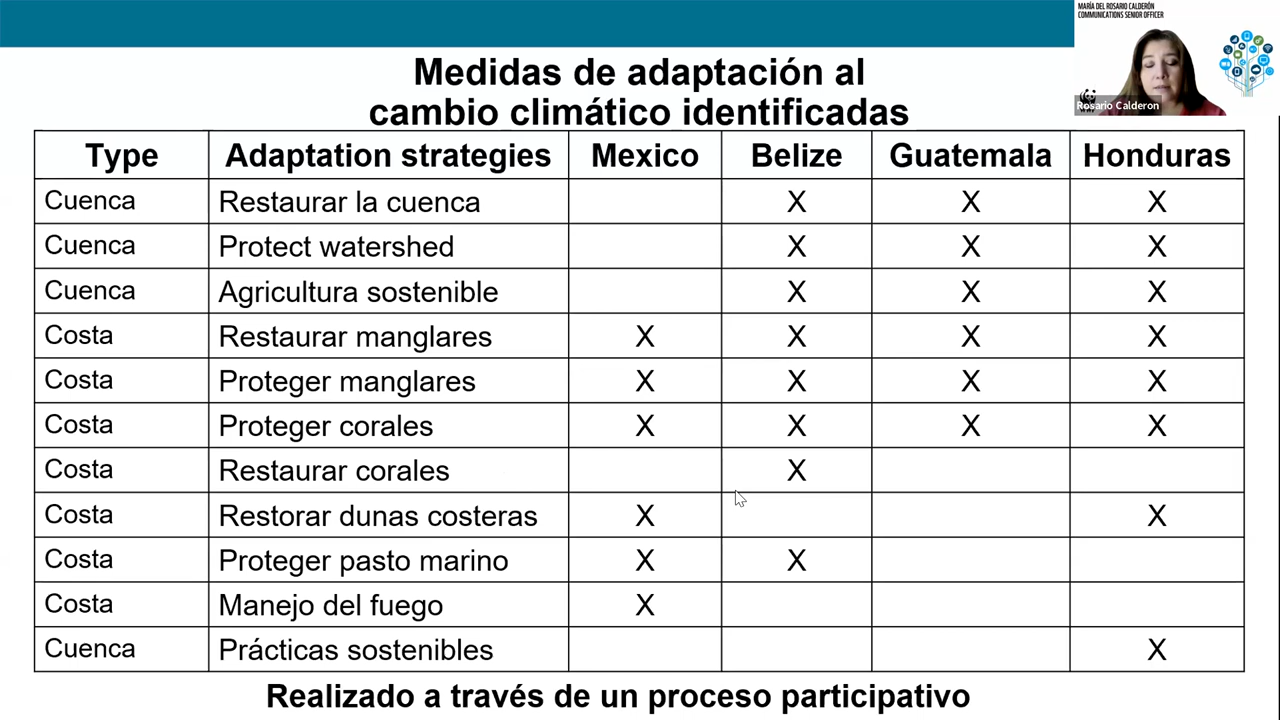 MARÍA DEL ROSARIO CALDERÓN
COMMUNICATIONS SENIOR OFFICER
Rosario Calderon
Medidas de adaptación al
cambio climático identificadas
Type Adaptation strategies Mexico Belize Guatemala Honduras
Cuenca Restaurar la cuenca X X X
Cuenca Protect watershed X X X
Cuenca Agricultura sostenible X X X
Costa Restaurar manglares X X X X
Costa Proteger manglares X X X X
Costa Proteger corales X X X X
Costa Restaurar corales X
Costa Restorar dunas costeras X X
Costa Proteger pasto marino X X
Costa Manejo del fuego X
Cuenca Prácticas sostenibles X
Realizado a través de un proceso participativo